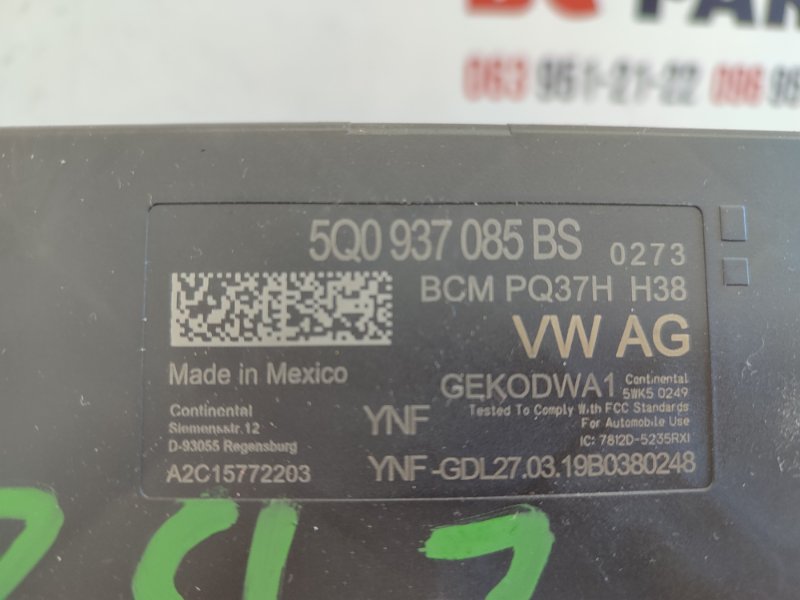 063 951-21-22 096 95
5Q0 937 085 BS 0273
BCM PQ37H H38
VW AG
Made in Mexico
GEKODWA1 Continental
5WK5 0249
Continental
Siemensstr.12
D-93055 Regensburg
YNF
Tested To Comply With FCC Standards
For Automobile Use
IC: 7812D-5235RXI
A2C15772203
YNF-GDL27.03.19B0380248